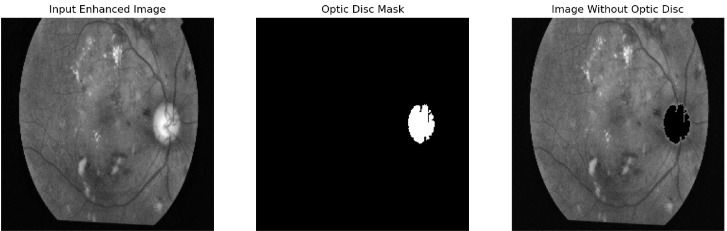 Input Enhanced Image
Optic Disc Mask
Image Without Optic Disc